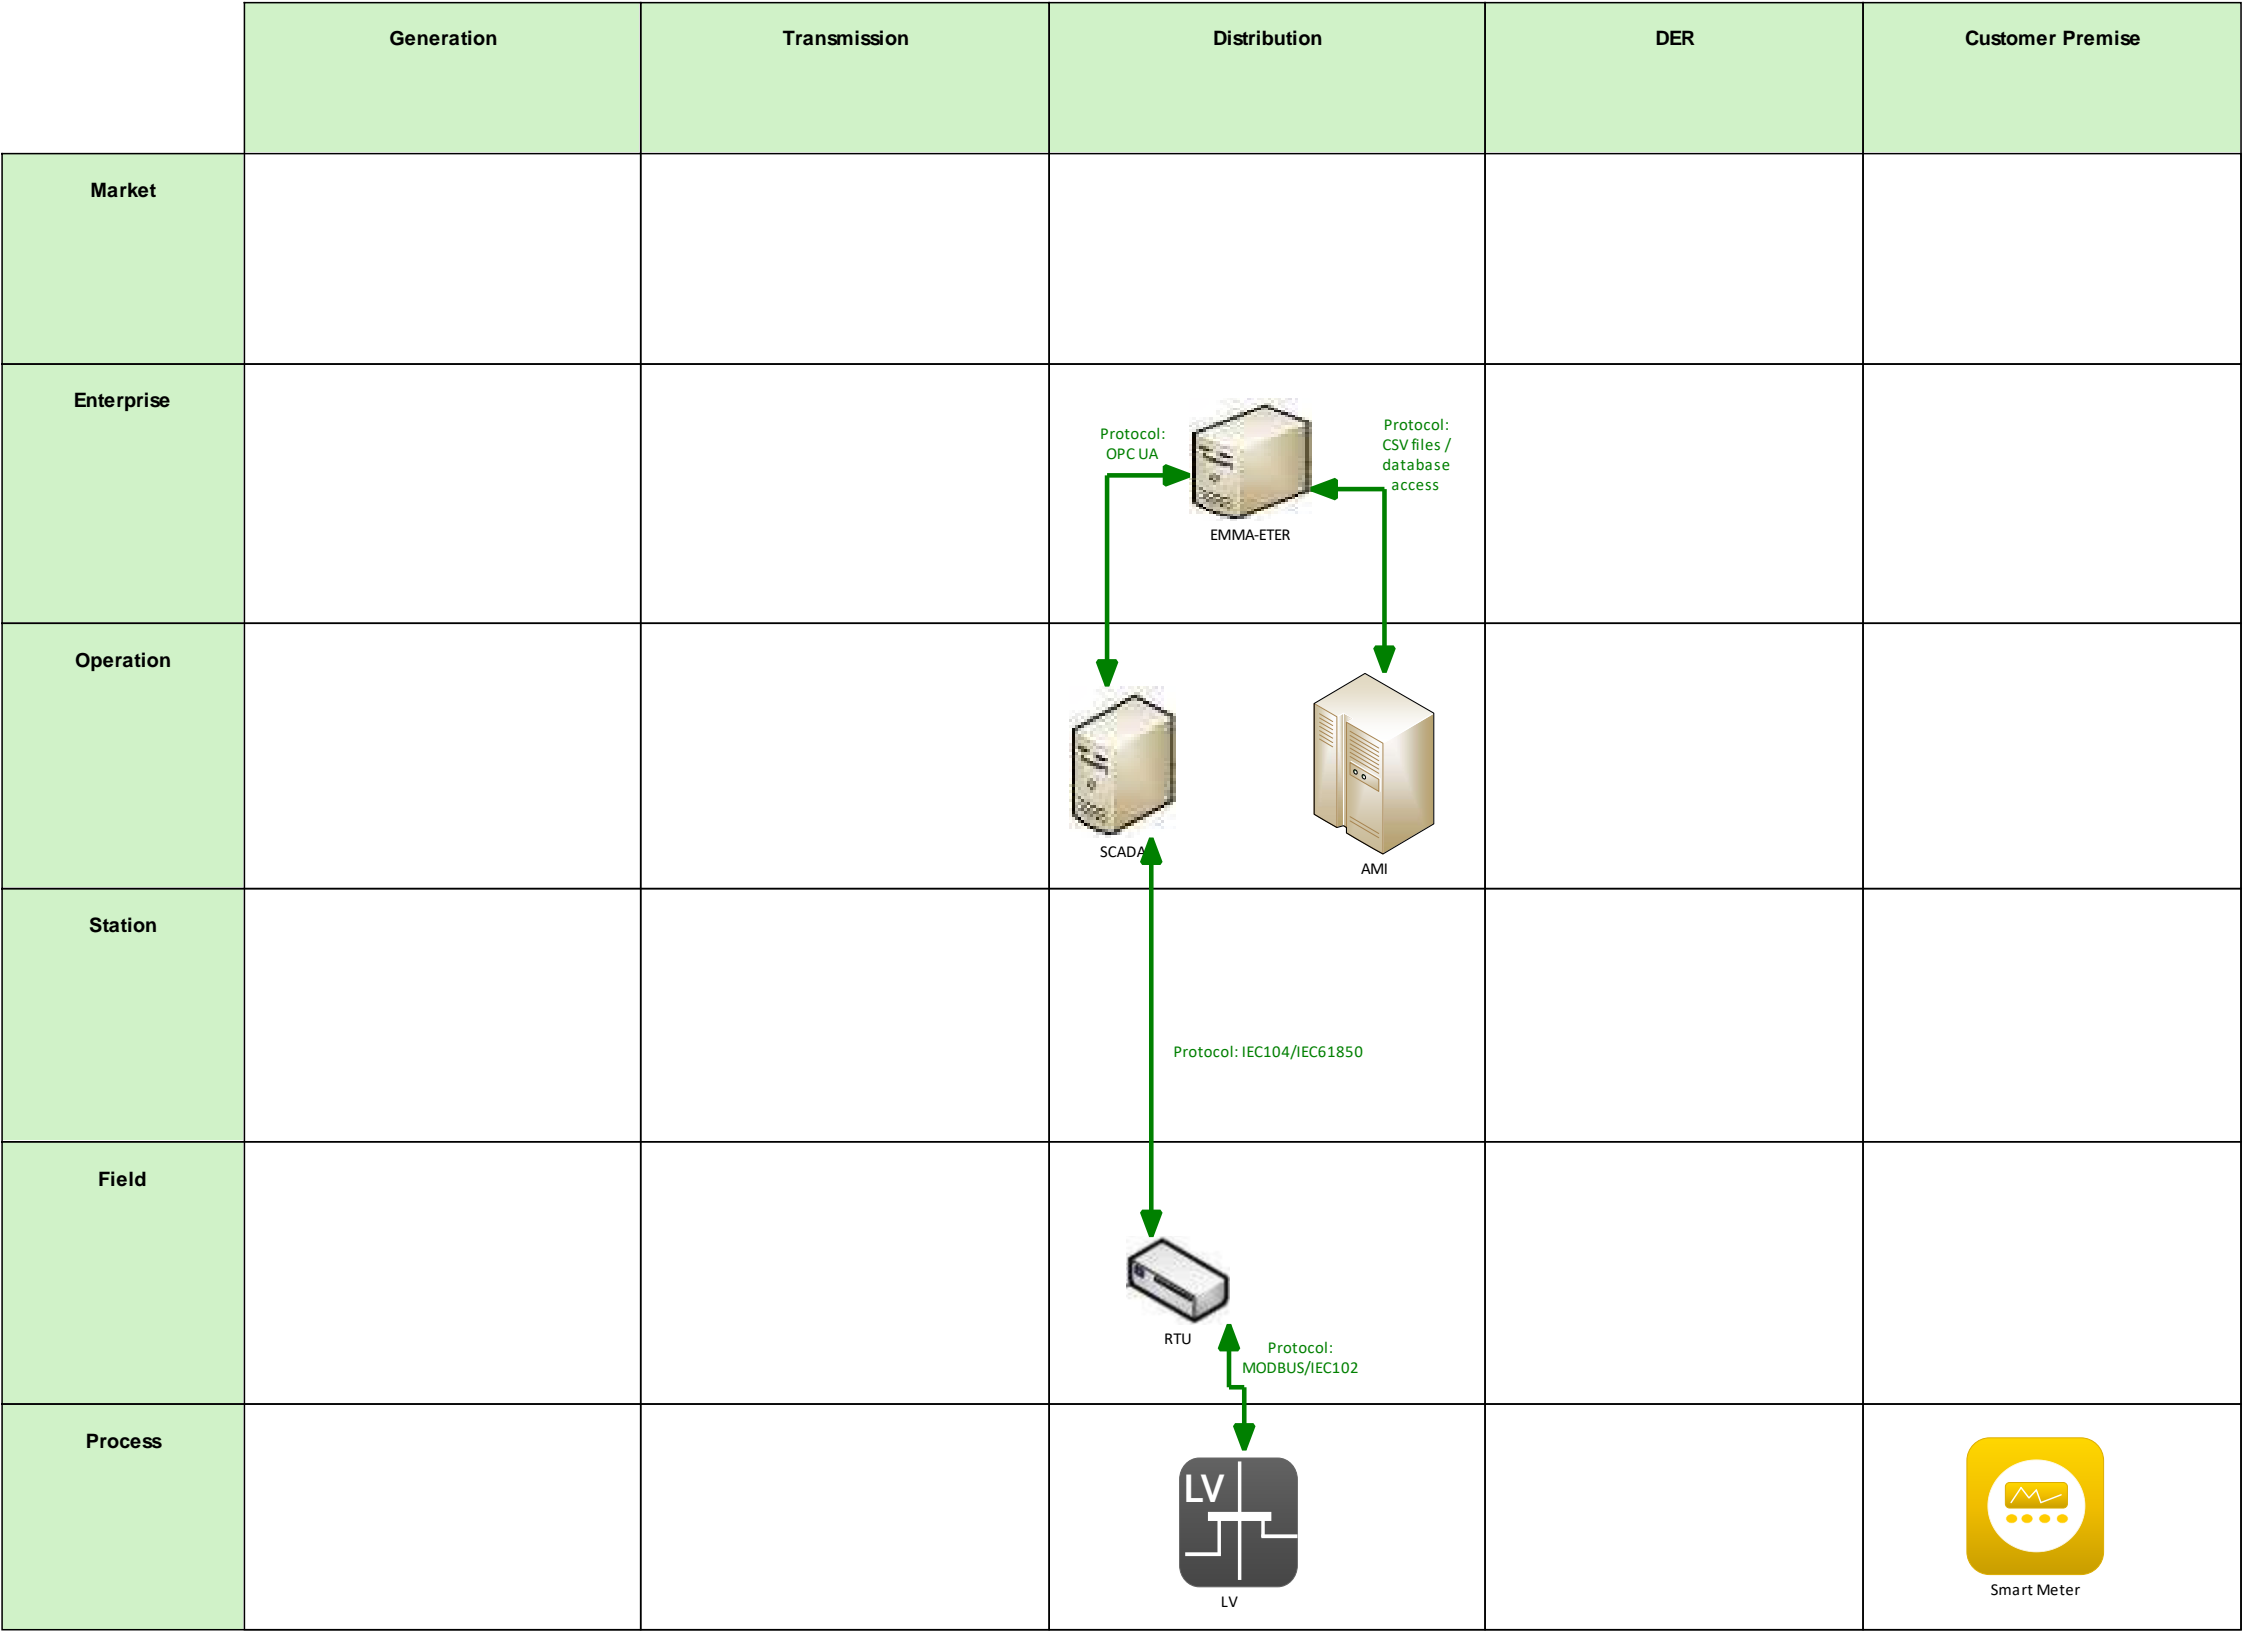 Generation
Transmission
Distribution
DER
Customer Premise
Market
Enterprise
Protocol:
OPC UA
Protocol:
CSV files /
database
access
EMMA-ETER
Operation
SCADA
AMI
Station
Protocol: IEC104/IEC61850
Field
RTU
Protocol:
MODBUS/IEC102
Process
LV
LV
Smart Meter